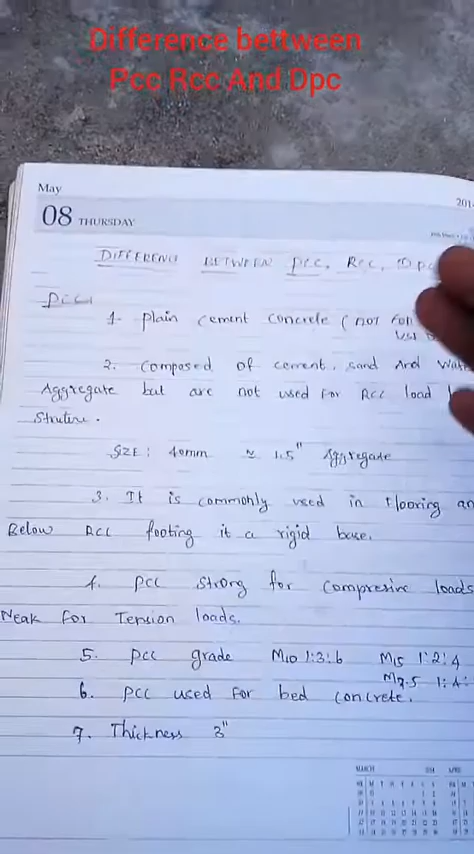 Difference bettween
Pcc Rcc And Dpc
May
08 THURSDAY
DIFFERENCE BETWEEN PCC, RCC, DPC
PCC
1. Plain cement concrete (not for
2. Composed of cement, sand And
Aggregate but are not used for RCC load
SIZE: 40mm ≈ 1.5" Aggregate
3. It is commonly used in flooring
Below RCC footing it a rigid base.
4. PCC Strong for compressive loads
Weak for Tension loads.
5. PCC grade M10 1:3:6 M15 1:2:4
M7.5 1:4:
6. PCC used for bed concrete.
7. Thickness 3"
MARCH APRIL